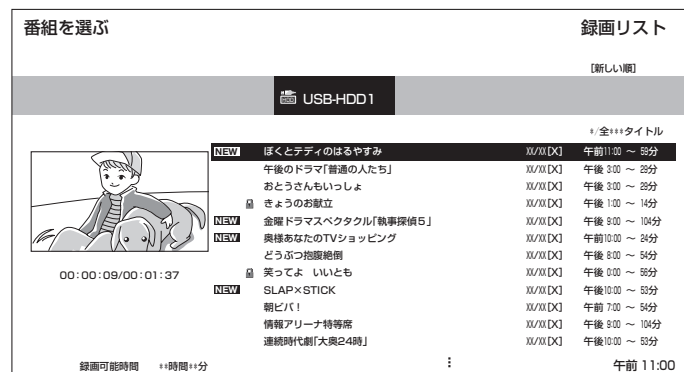 番組を選ぶ
録画リスト
[新しい順]
USB-HDD1
*/全***タイトル
NEW ぼくとテディのはるやすみ XX/XX[X] 午前11:00 ～ 59分
午後のドラマ「普通の人たち」 XX/XX[X] 午後 3:00 ～ 29分
おとうさんもいっしょ XX/XX[X] 午後 3:00 ～ 29分
きょうのお献立 XX/XX[X] 午後 1:00 ～ 14分
NEW 金曜ドラマスペクタクル「執事探偵5」 XX/XX[X] 午後 9:00 ～ 104分
NEW 奥様あなたのTVショッピング XX/XX[X] 午前10:00 ～ 24分
どうぶつ抱腹絶倒 XX/XX[X] 午後 8:00 ～ 54分
笑ってよ いいとも XX/XX[X] 午後 0:00 ～ 56分
NEW SLAP×STICK XX/XX[X] 午後10:00 ～ 53分
朝ビバ！ XX/XX[X] 午前 7:00 ～ 54分
情報アリーナ特等席 XX/XX[X] 午後 9:00 ～ 104分
連続時代劇「大奥24時」 XX/XX[X] 午後10:00 ～ 53分
00:00:09/00:01:37
録画可能時間 **時間**分
午前 11:00